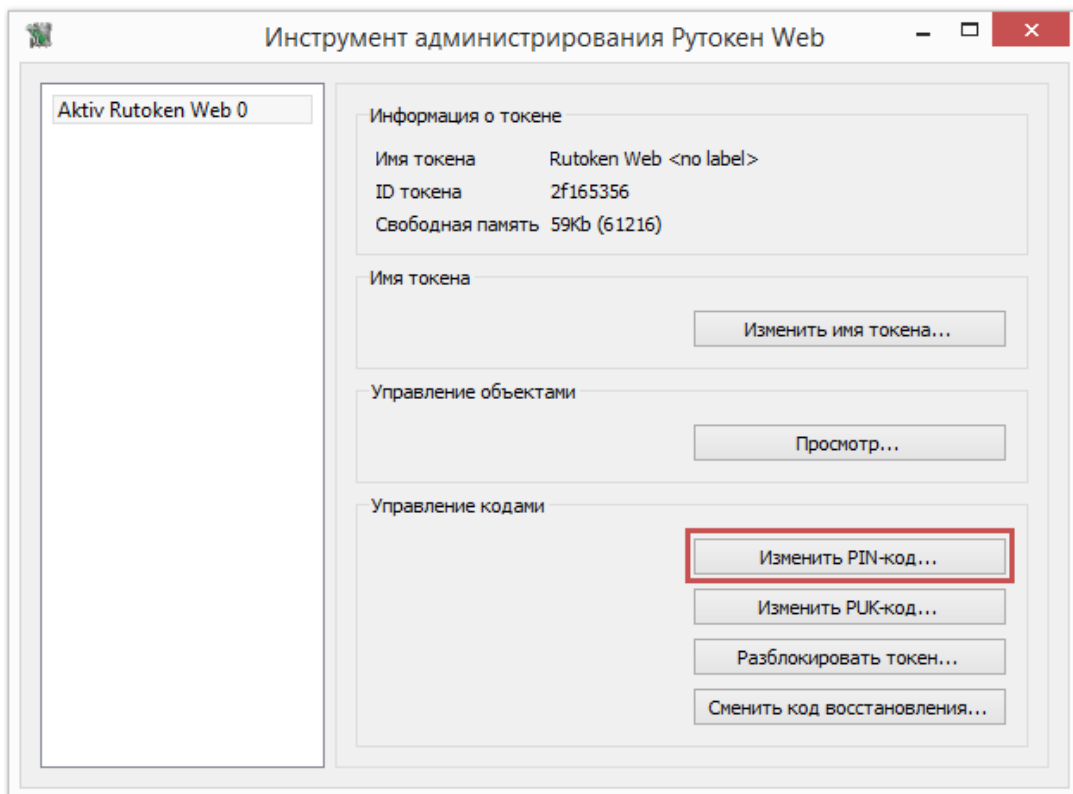 Инструмент администрирования Рутокен Web
Aktiv Rutoken Web 0
Информация о токене
Имя токена Rutoken Web <no label>
ID токена 2f165356
Свободная память 59Kb (61216)
Имя токена
Изменить имя токена...
Управление объектами
Просмотр...
Управление кодами
Изменить PIN-код...
Изменить PUK-код...
Разблокировать токен...
Сменить код восстановления...